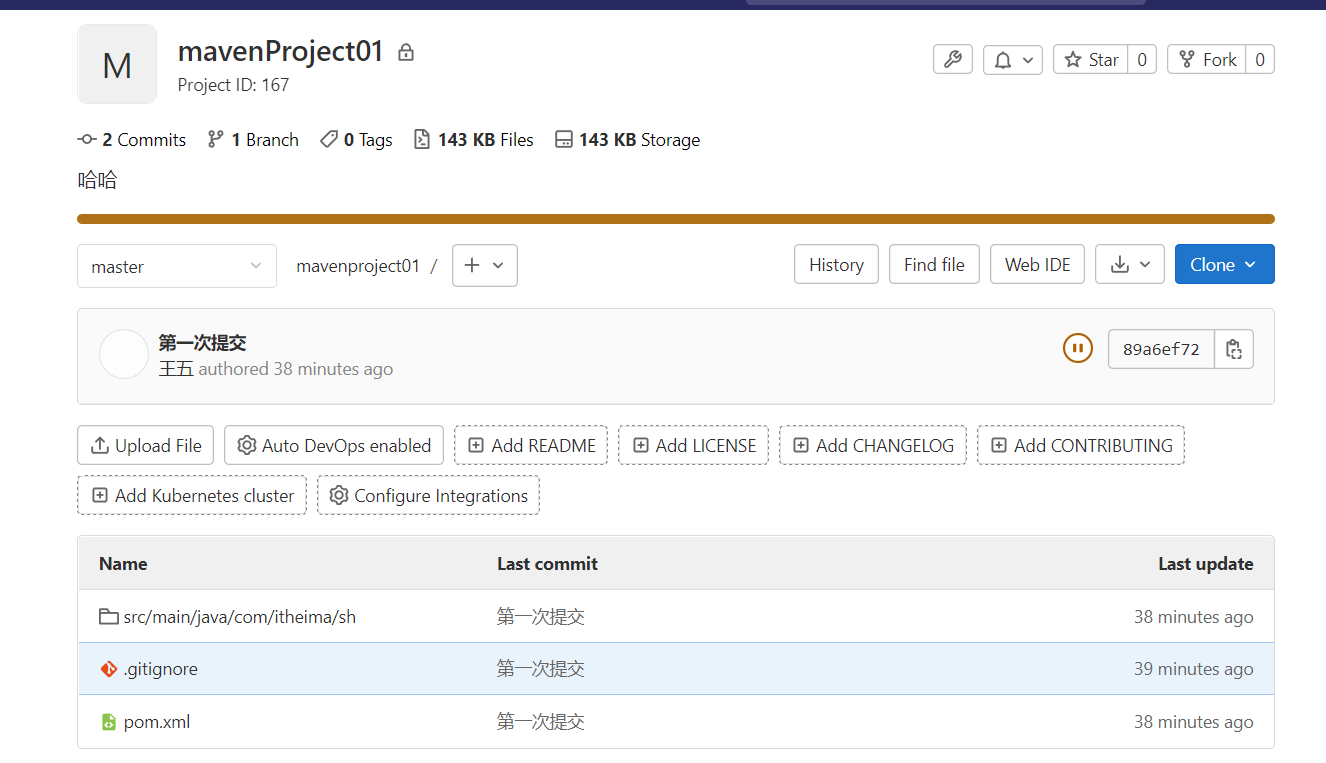 M
mavenProject01
Project ID: 167
Star 0 Fork 0
2 Commits 1 Branch 0 Tags 143 KB Files 143 KB Storage
哈哈
master mavenproject01 / History Find file Web IDE Clone
第一次提交
王五 authored 38 minutes ago
89a6ef72
Upload File Auto DevOps enabled Add README Add LICENSE Add CHANGELOG Add CONTRIBUTING
Add Kubernetes cluster Configure Integrations
Name Last commit Last update
src/main/java/com/itheima/sh 第一次提交 38 minutes ago
.gitignore 第一次提交 39 minutes ago
pom.xml 第一次提交 38 minutes ago